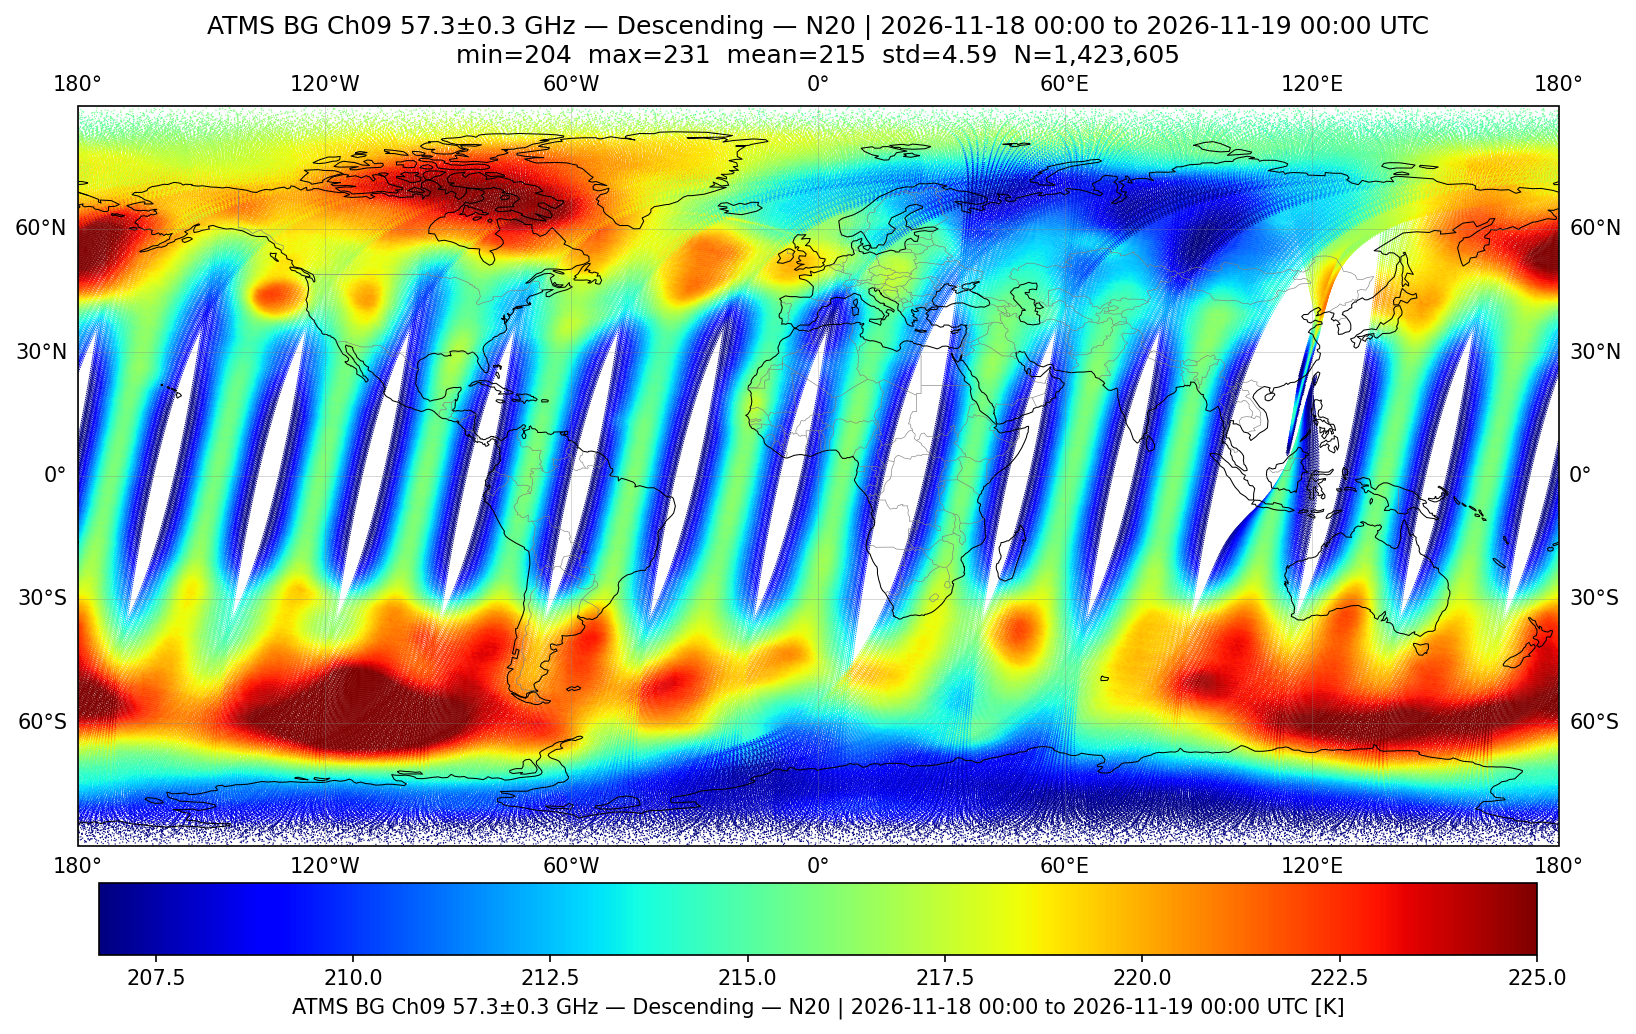 ATMS BG Ch09 57.3±0.3 GHz — Descending — N20 | 2026-11-18 00:00 to 2026-11-19 00:00 UTC
min=204 max=231 mean=215 std=4.59 N=1,423,605
180° 120°W 60°W 0° 60°E 120°E 180°
60°N 60°N
30°N 30°N
0° 0°
30°S 30°S
60°S 60°S
180° 120°W 60°W 0° 60°E 120°E 180°
207.5 210.0 212.5 215.0 217.5 220.0 222.5 225.0
ATMS BG Ch09 57.3±0.3 GHz — Descending — N20 | 2026-11-18 00:00 to 2026-11-19 00:00 UTC [K]